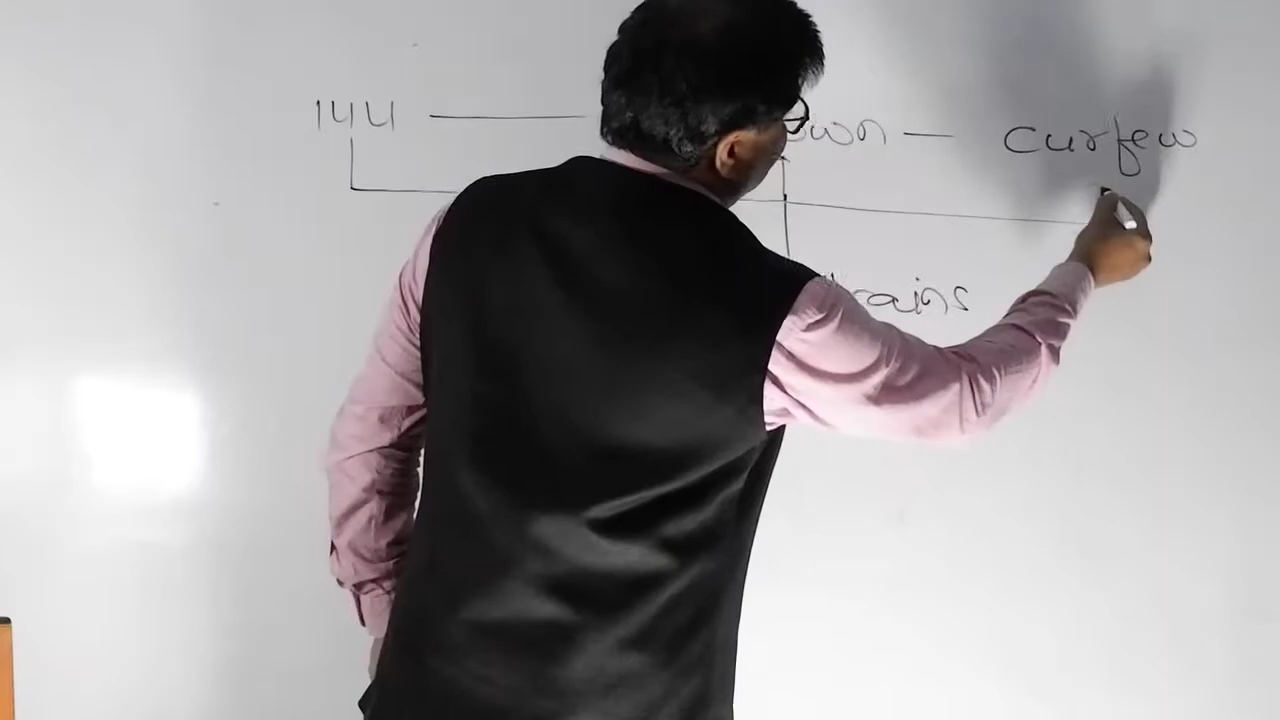 144 — own — curfew
rains